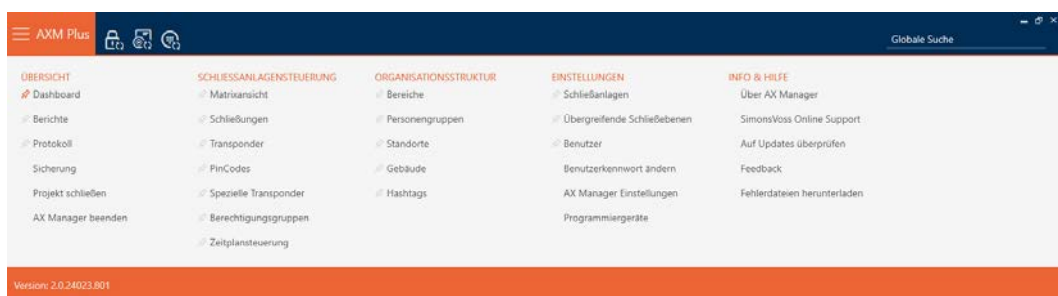 AXM Plus
Globale Suche
ÜBERSICHT
Dashboard
Berichte
Protokoll
Sicherung
Projekt schließen
AX Manager beenden
SCHLIESSANLAGENSTEUERUNG
Matrixansicht
Schließungen
Transponder
PinCodes
Spezielle Transponder
Berechtigungsgruppen
Zeitplansteuerung
ORGANISATIONSSTRUKTUR
Bereiche
Personengruppen
Standorte
Gebäude
Hashtags
EINSTELLUNGEN
Schließanlagen
Übergreifende Schließebenen
Benutzer
Benutzerkennwort ändern
AX Manager Einstellungen
Programmiergeräte
INFO & HILFE
Über AX Manager
SimonsVoss Online Support
Auf Updates überprüfen
Feedback
Fehlerdateien herunterladen
Version: 2.0.24023.801